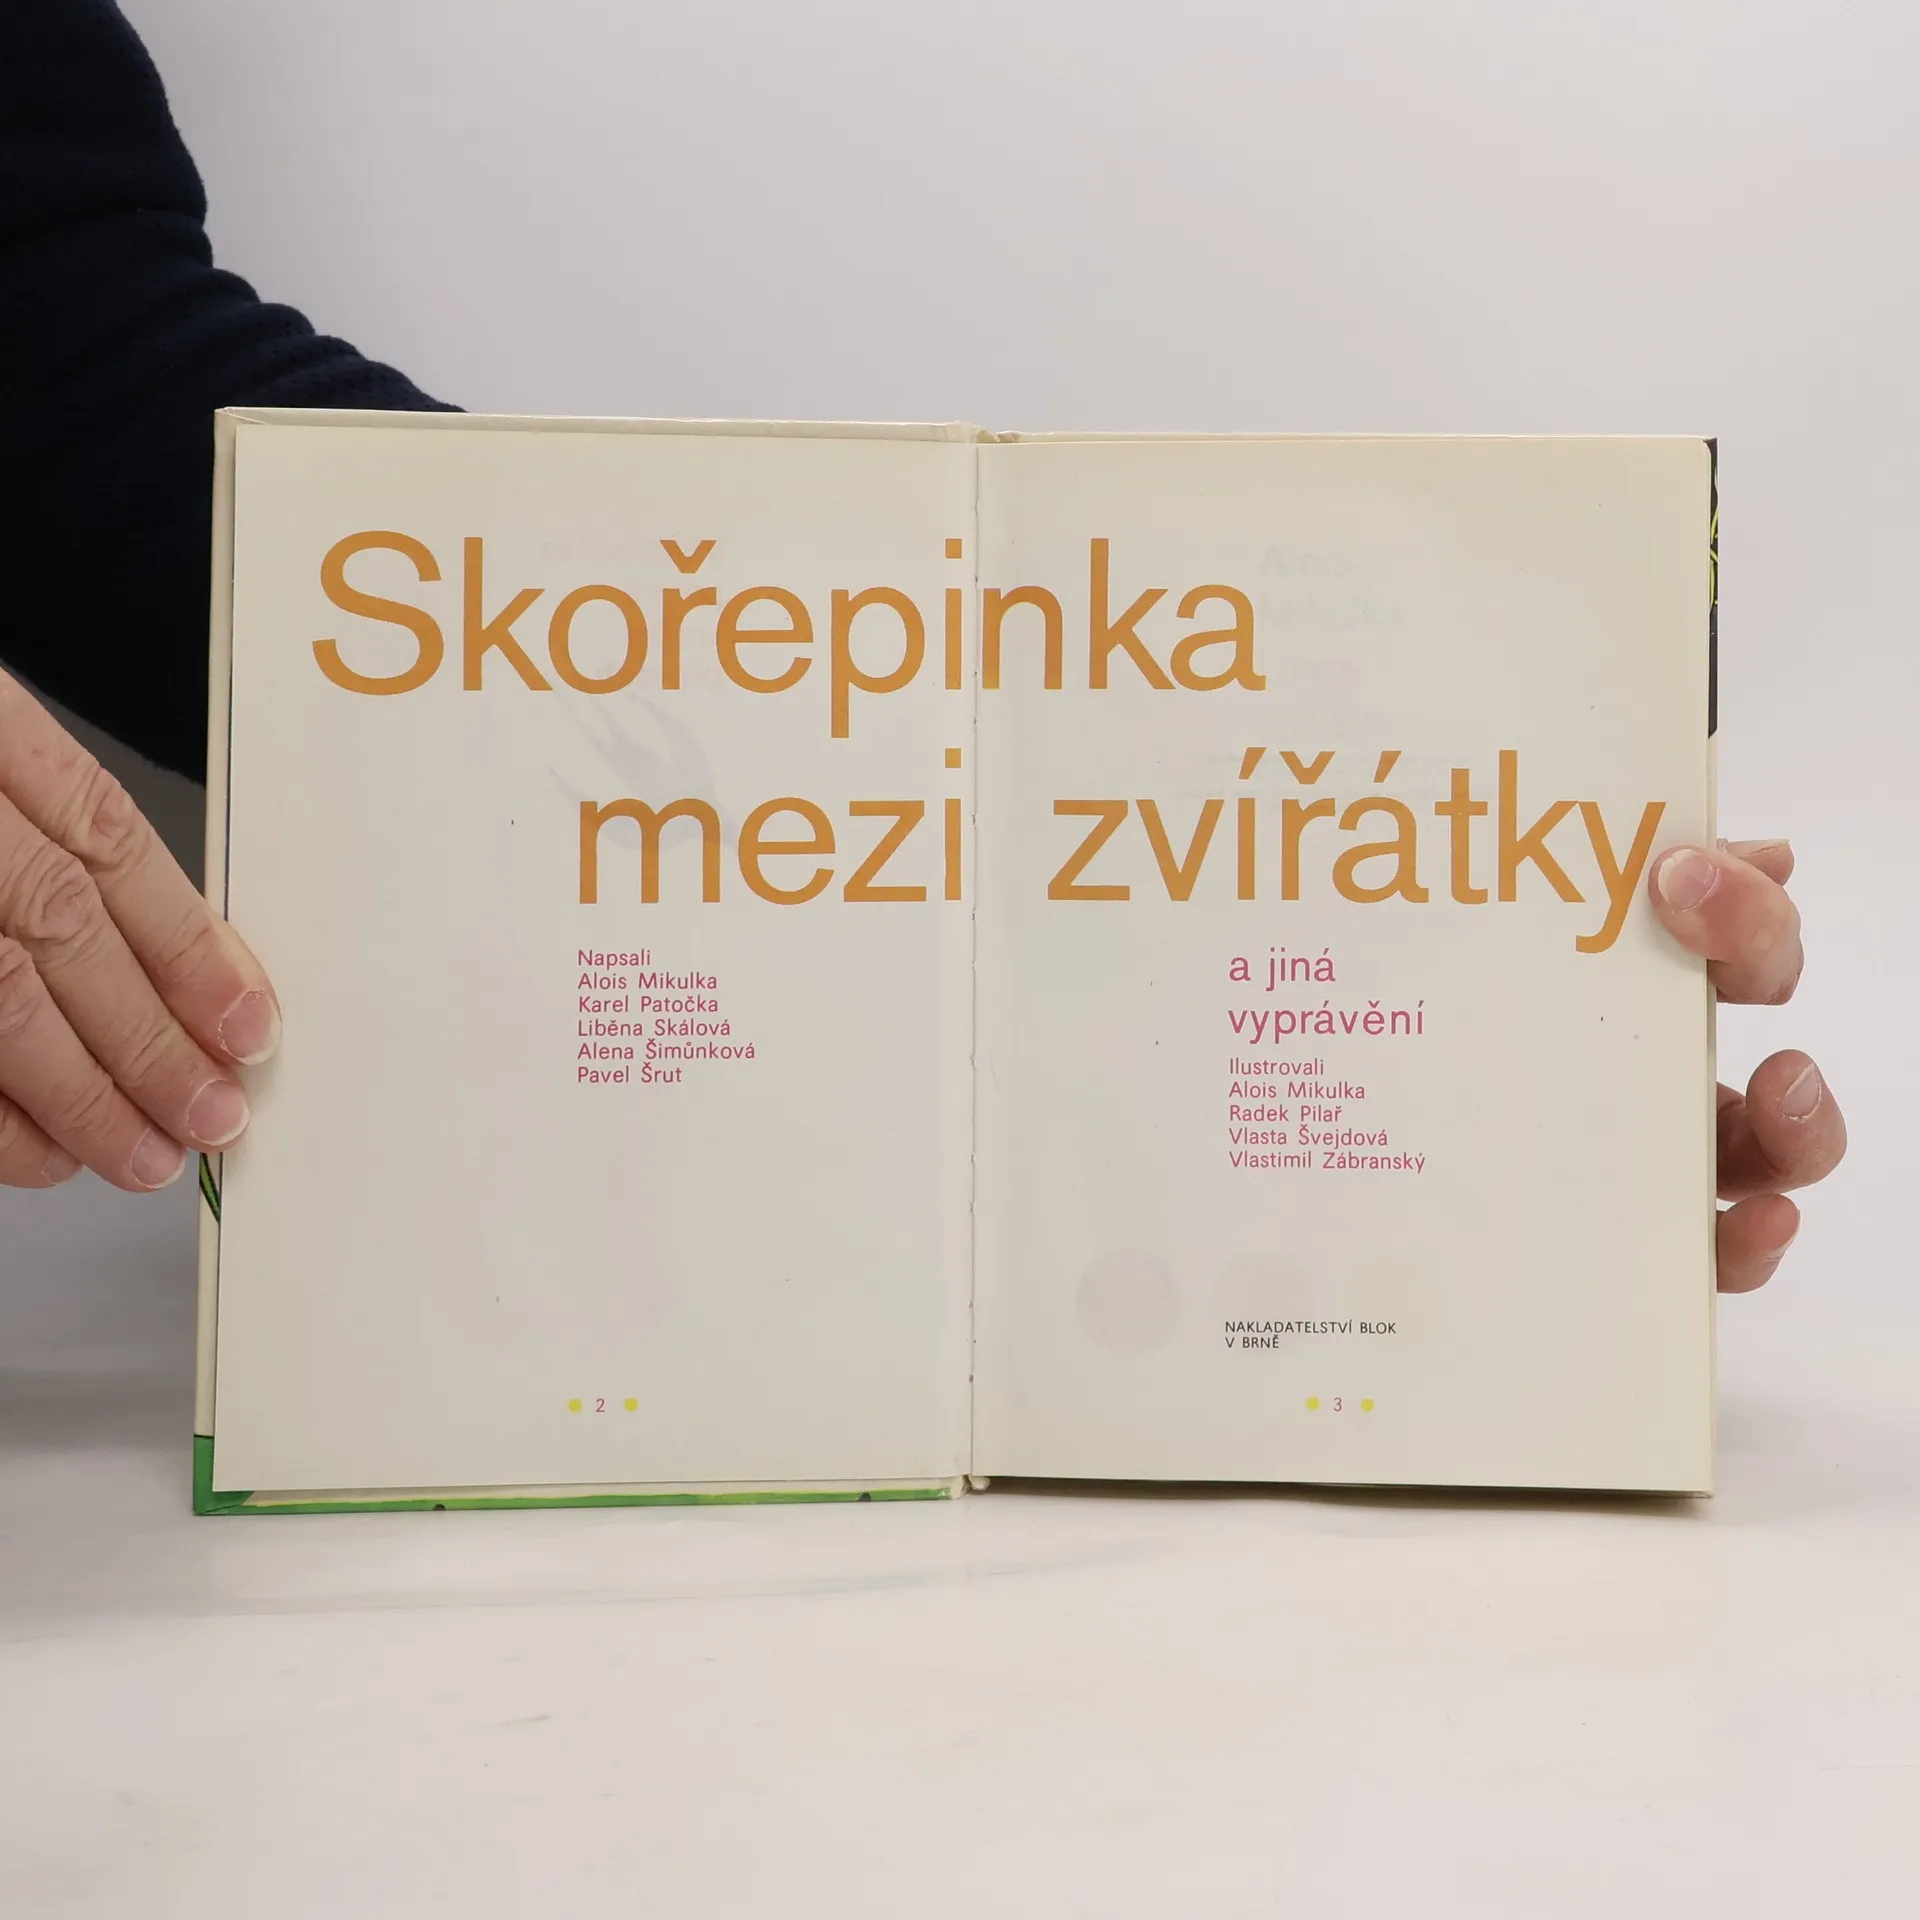 Skořepinka
mezi zvířátky
Napsali
Alois Mikulka
Karel Patočka
Liběna Skálová
Alena Šimůnková
Pavel Šrut
a jiná
vyprávění
Ilustrovali
Alois Mikulka
Radek Pilař
Vlasta Švejdová
Vlastimil Zábranský
NAKLADATELSTVÍ BLOK
V BRNĚ
2
3